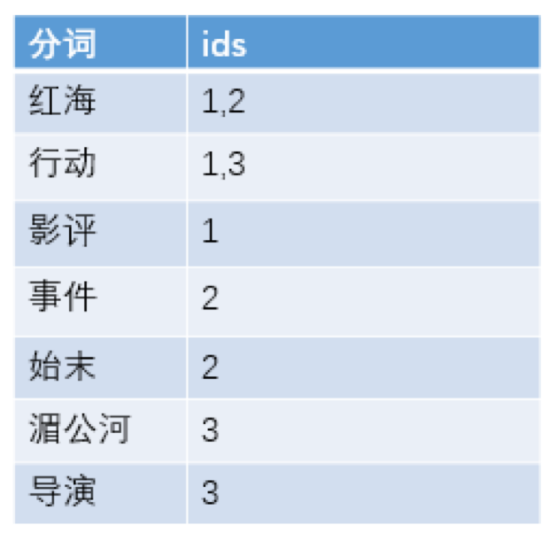 分词 ids
红海 1,2
行动 1,3
影评 1
事件 2
始末 2
湄公河 3
导演 3